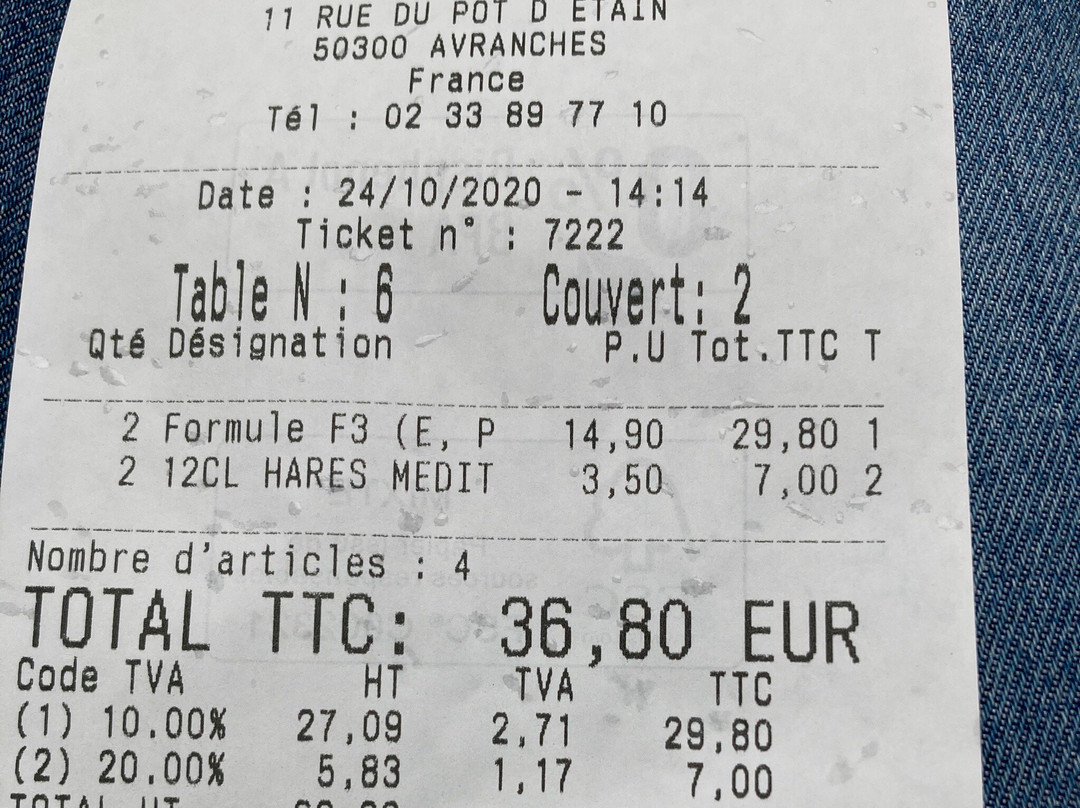 11 RUE DU POT D ETAIN
50300 AVRANCHES
France
Tél : 02 33 89 77 10
Date : 24/10/2020 - 14:14
Ticket n° : 7222
Table N : 6 Couvert: 2
Qté Désignation P.U Tot.TTC T
2 Formule F3 (E, P 14,90 29,80 1
2 12CL HARES MEDIT 3,50 7,00 2
Nombre d'articles : 4
TOTAL TTC: 36,80 EUR
Code TVA HT TVA TTC
(1) 10.00% 27,09 2,71 29,80
(2) 20.00% 5,83 1,17 7,00
TOTAL HT